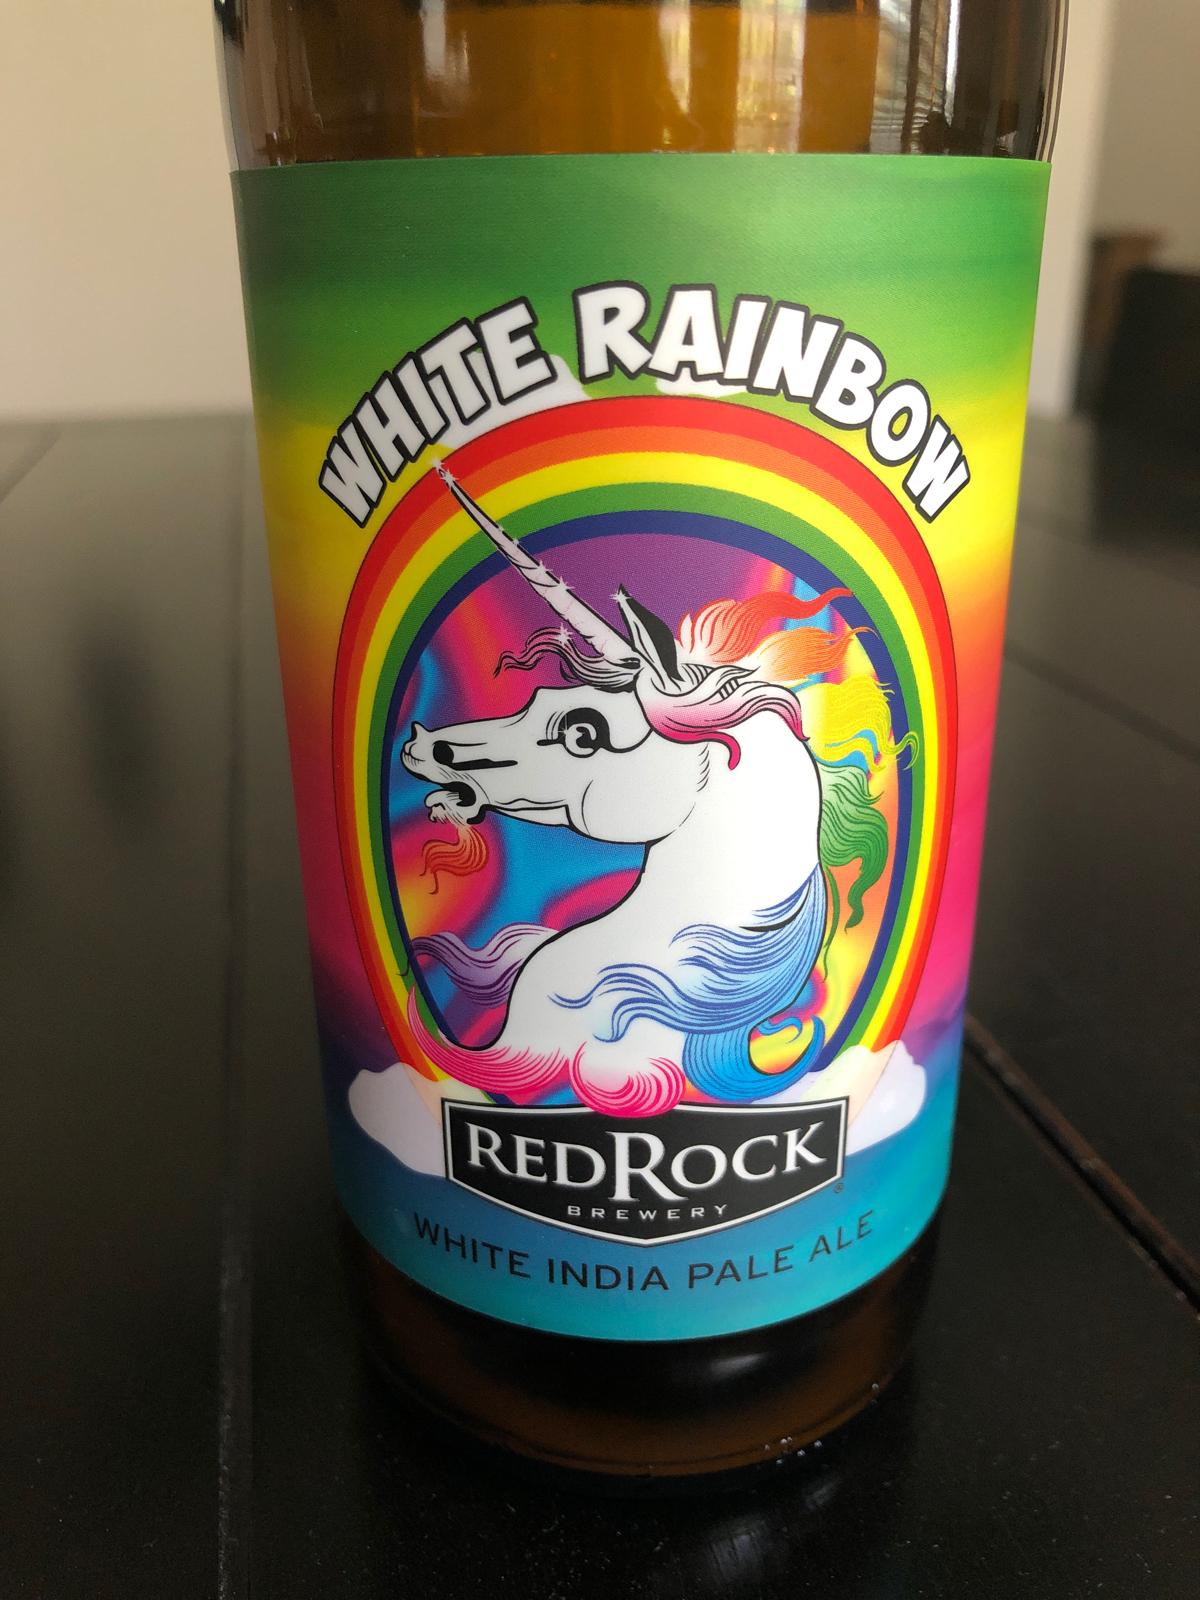 WHITE RAINBOW
REDROCK
BREWERY
®
WHITE INDIA PALE ALE